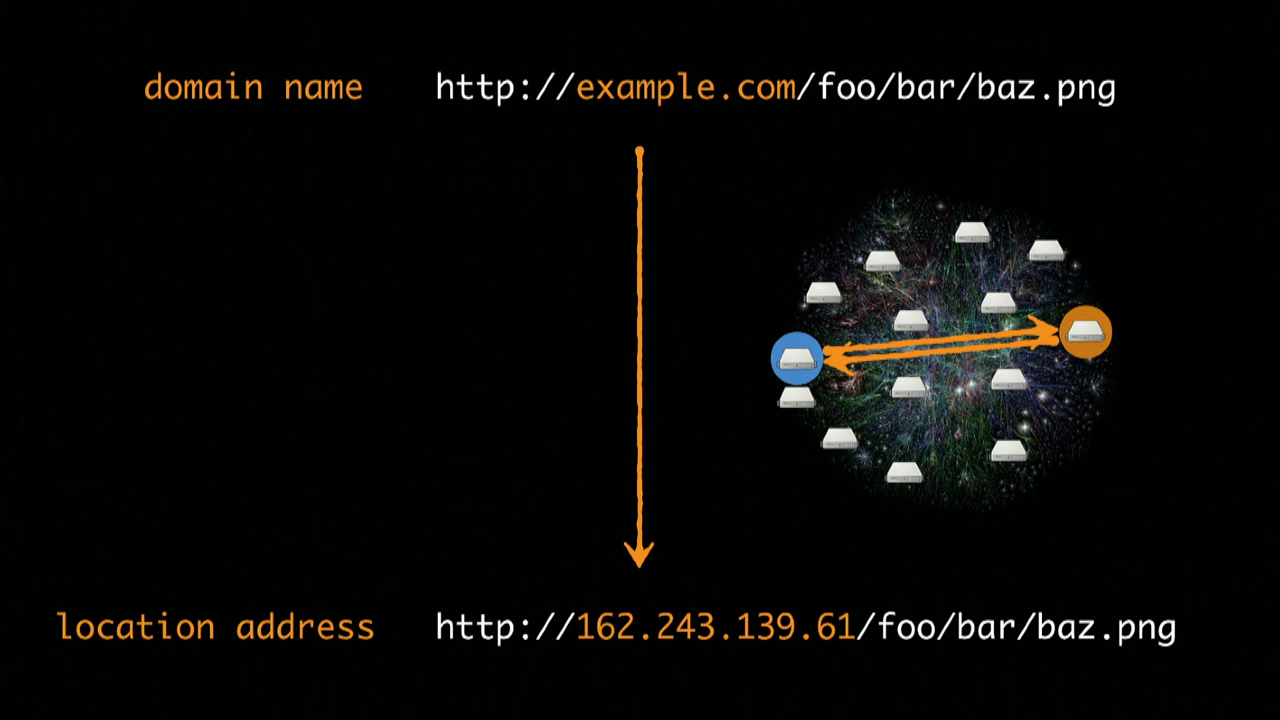 domain name http://example.com/foo/bar/baz.png
location address http://162.243.139.61/foo/bar/baz.png